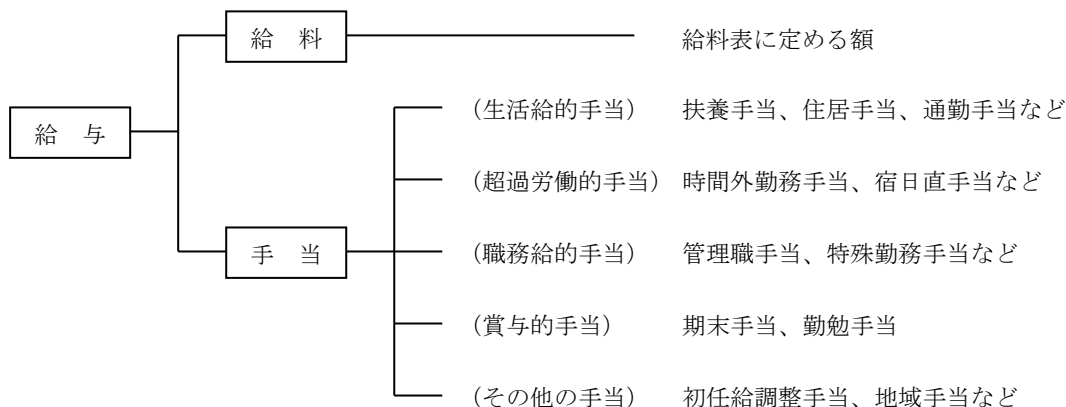 給　料　給料表に定める額
（生活給的手当）　扶養手当、住居手当、通勤手当など
給　与
（超過労働的手当）　時間外勤務手当、宿日直手当など
手　当　（職務給的手当）　管理職手当、特殊勤務手当など
（賞与的手当）　期末手当、勤勉手当
（その他の手当）　初任給調整手当、地域手当など